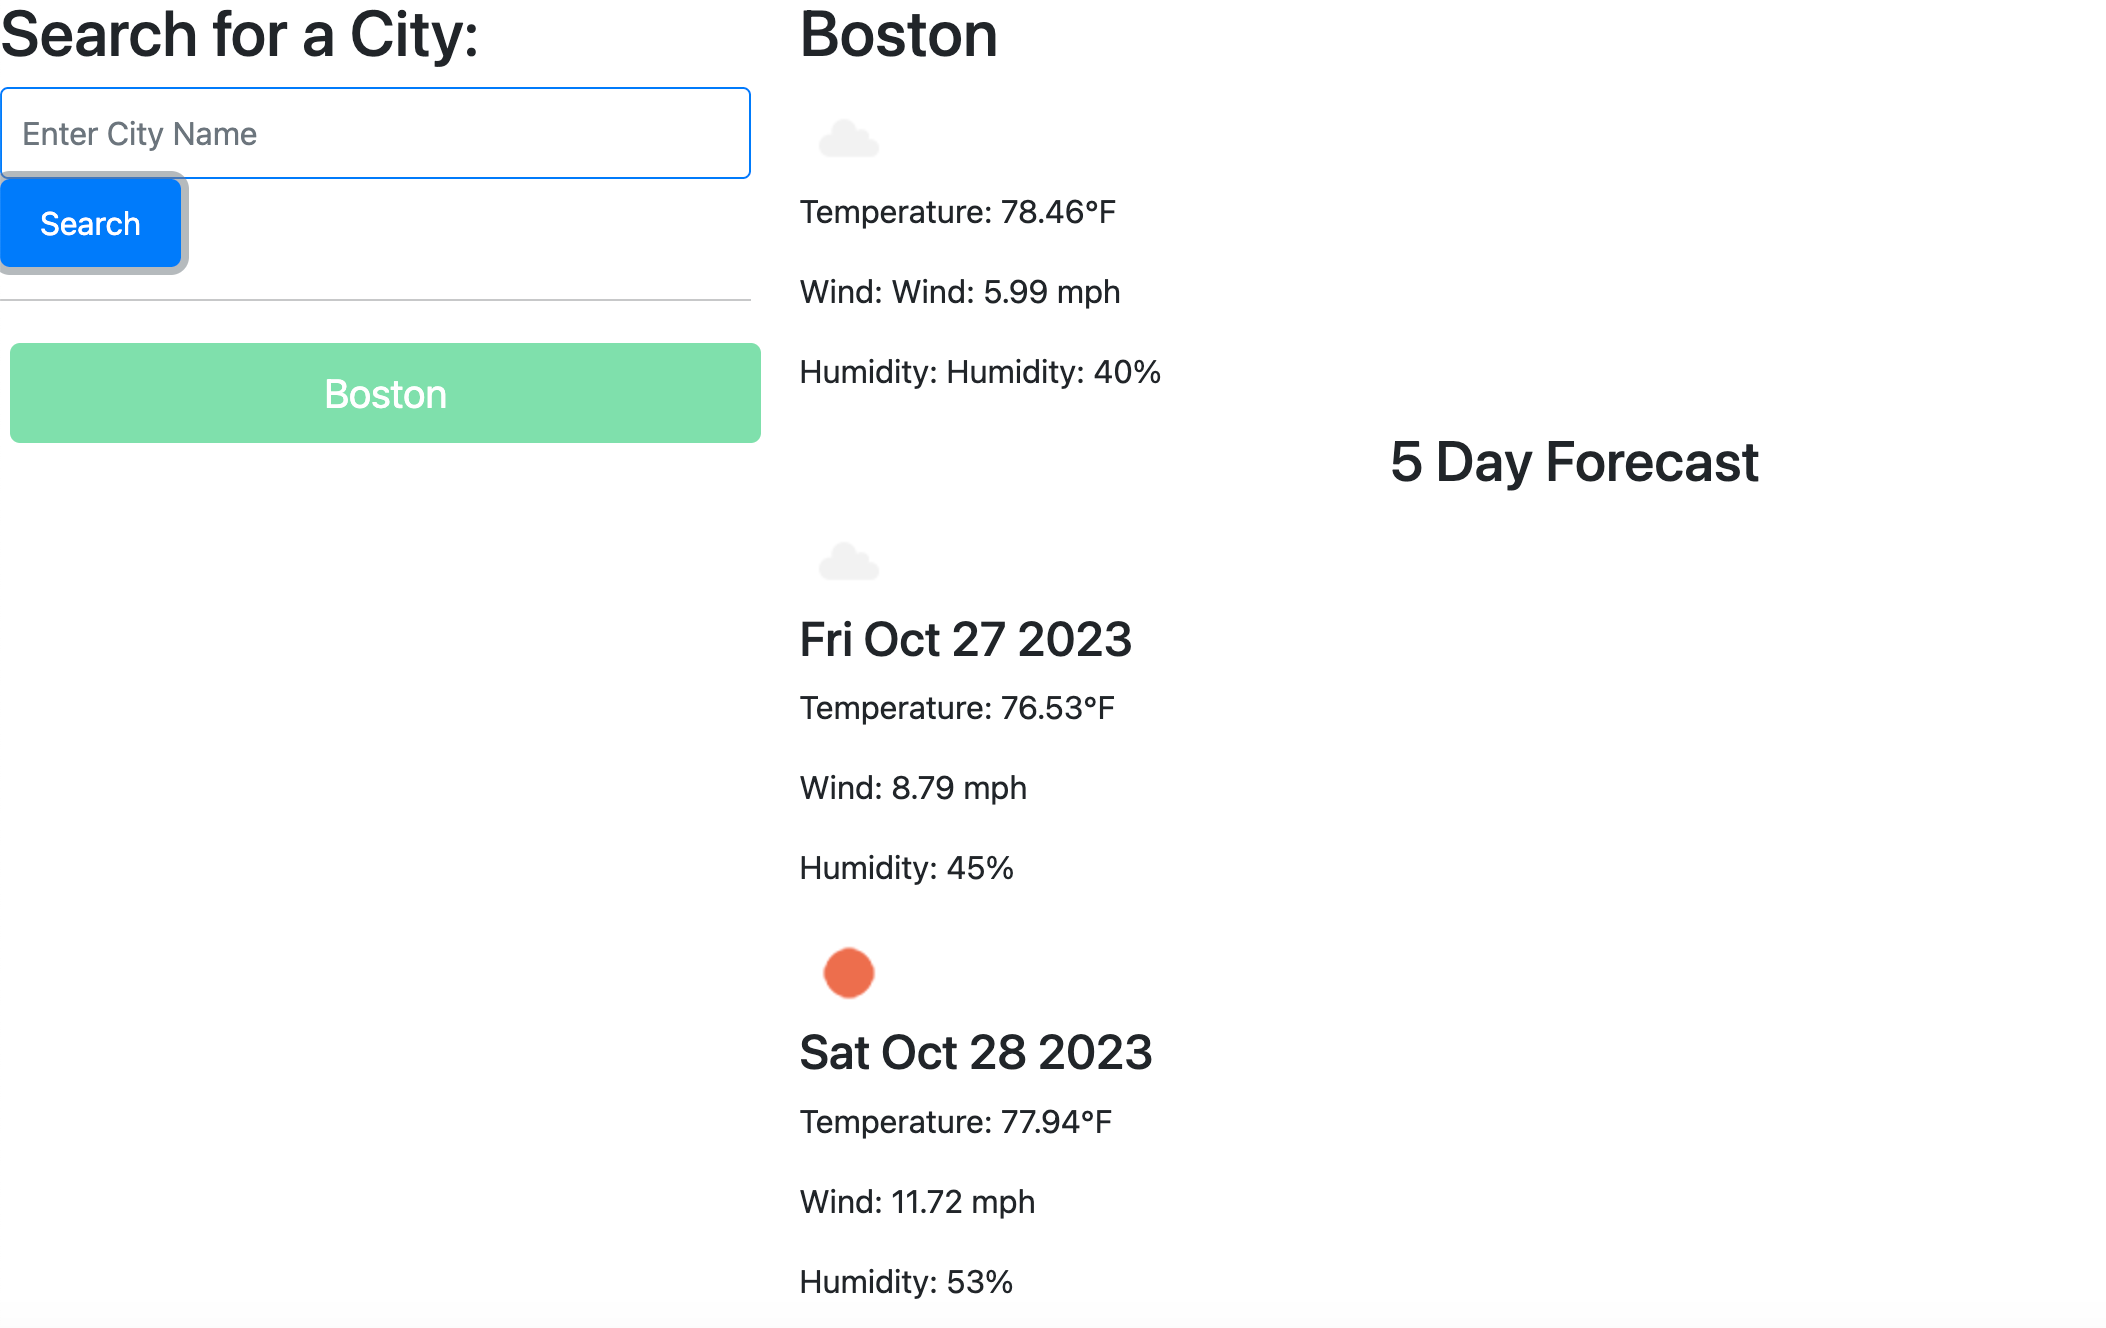 Search for a City:
Enter City Name
Search
Boston
Boston
Temperature: 78.46°F
Wind: Wind: 5.99 mph
Humidity: Humidity: 40%
5 Day Forecast
Fri Oct 27 2023
Temperature: 76.53°F
Wind: 8.79 mph
Humidity: 45%
Sat Oct 28 2023
Temperature: 77.94°F
Wind: 11.72 mph
Humidity: 53%